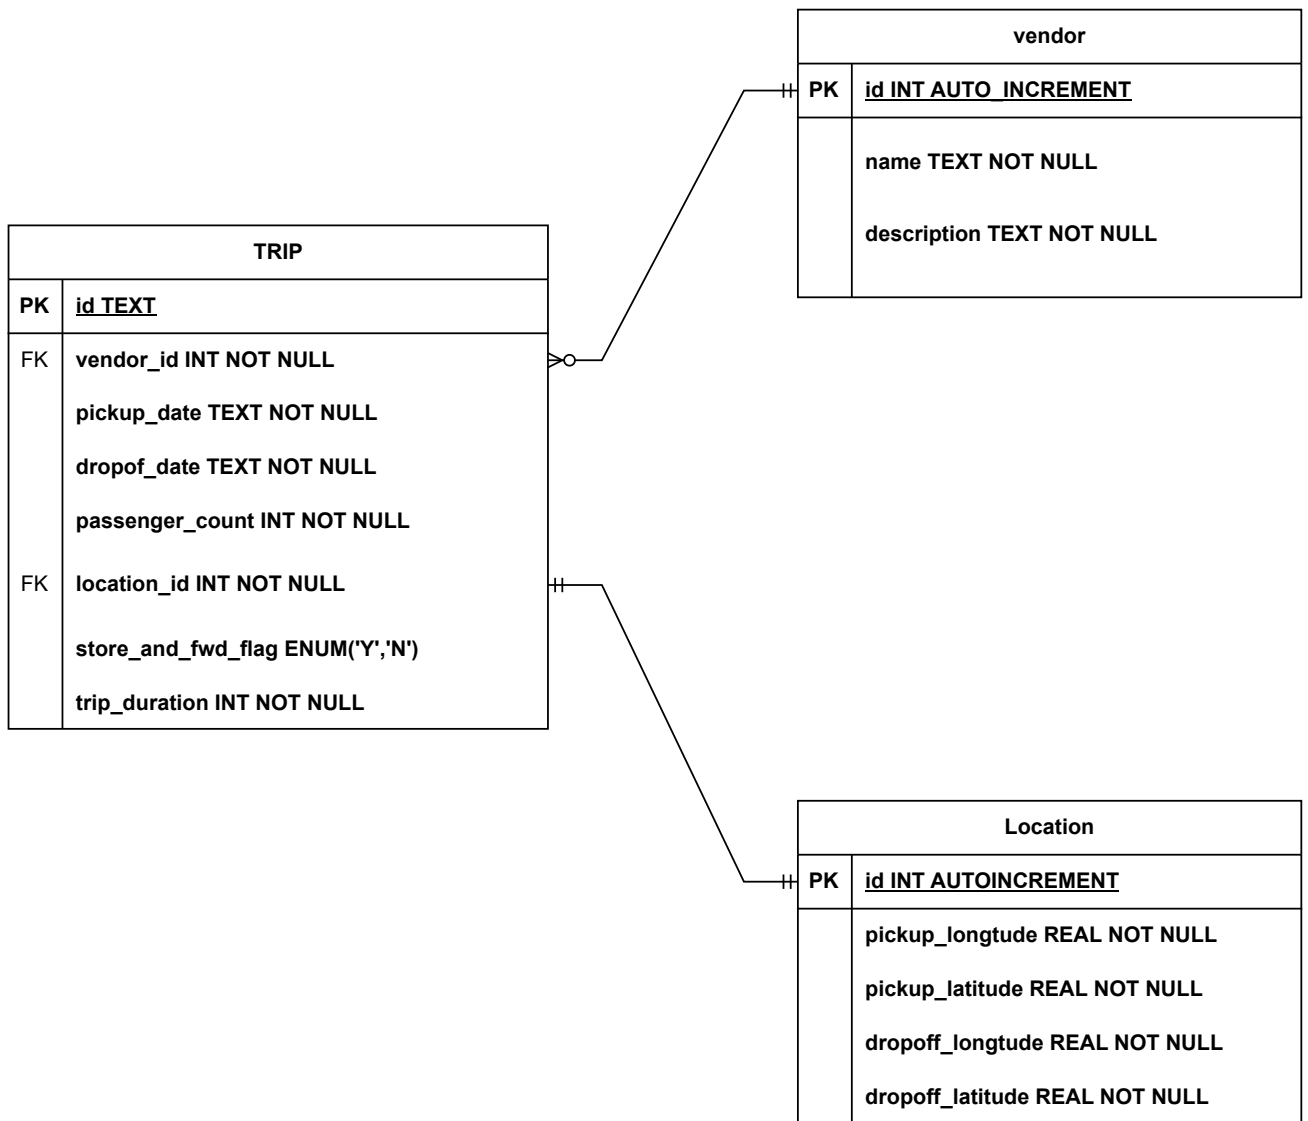 vendor
PK id INT AUTO_INCREMENT
name TEXT NOT NULL
description TEXT NOT NULL
TRIP
PK id TEXT
FK vendor_id INT NOT NULL
pickup_date TEXT NOT NULL
dropof_date TEXT NOT NULL
passenger_count INT NOT NULL
FK location_id INT NOT NULL
store_and_fwd_flag ENUM('Y','N')
trip_duration INT NOT NULL
Location
PK id INT AUTOINCREMENT
pickup_longtude REAL NOT NULL
pickup_latitude REAL NOT NULL
dropoff_longtude REAL NOT NULL
dropoff_latitude REAL NOT NULL